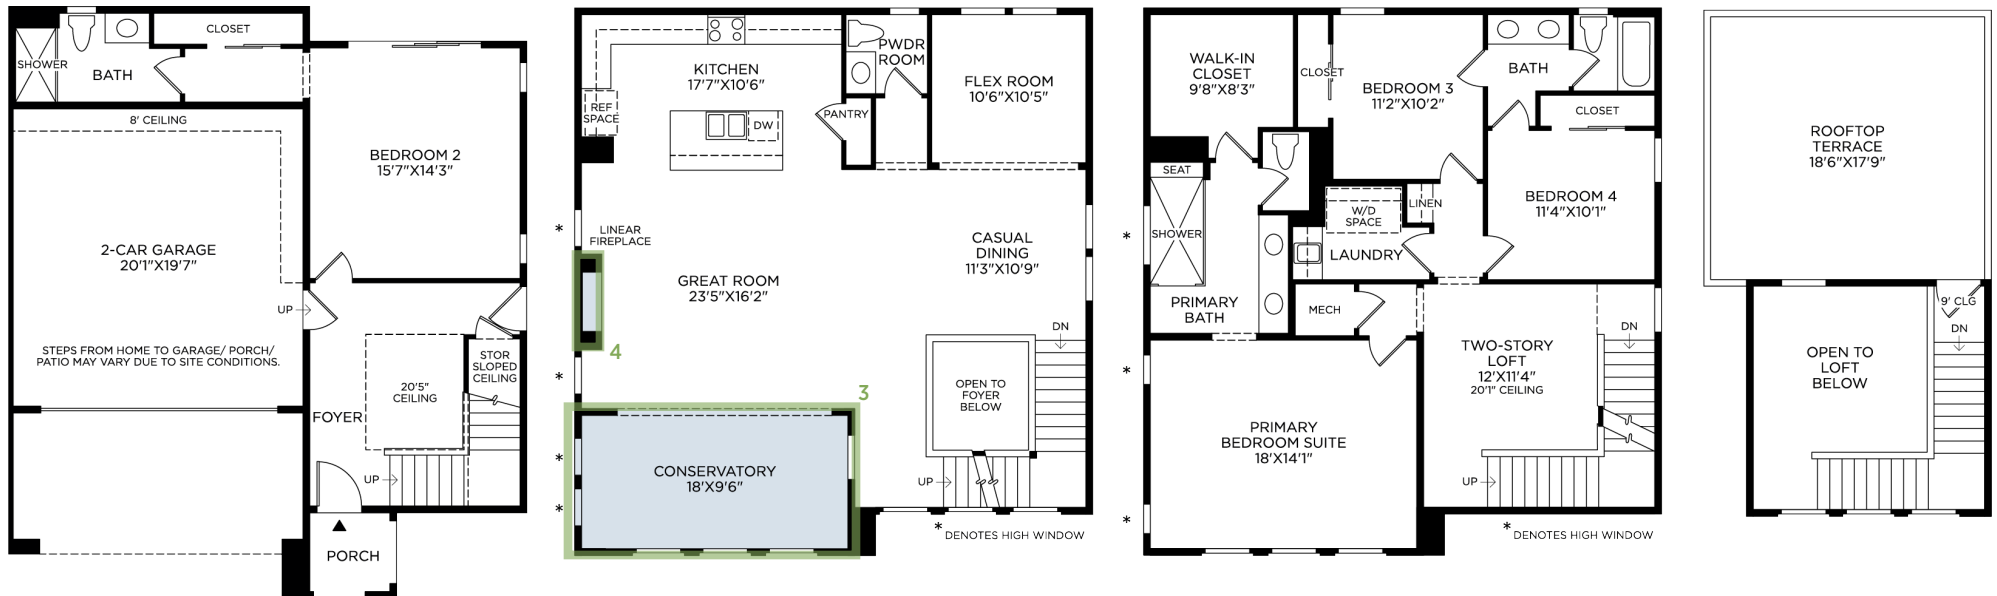 CLOSET
SHOWER
BATH
8' CEILING
BEDROOM 2
15'7"X14'3"
2-CAR GARAGE
20'1"X19'7"
UP
STEPS FROM HOME TO GARAGE/ PORCH/
PATIO MAY VARY DUE TO SITE CONDITIONS.
STOR
SLOPED
CEILING
20'5"
CEILING
FOYER
UP
PORCH
KITCHEN
17'7"X10'6"
PWDR
ROOM
FLEX ROOM
10'6"X10'5"
REF
SPACE
DW
PANTRY
*
LINEAR
FIREPLACE
CASUAL
DINING
11'3"X10'9"
GREAT ROOM
23'5"X16'2"
4
DN
*
3
OPEN TO
FOYER
BELOW
*
CONSERVATORY
18'X9'6"
UP
*
* DENOTES HIGH WINDOW
WALK-IN
CLOSET
9'8"X8'3"
CLOSET
BEDROOM 3
11'2"X10'2"
BATH
CLOSET
SEAT
BEDROOM 4
11'4"X10'1"
LINEN
W/D
SPACE
*
SHOWER
LAUNDRY
PRIMARY
BATH
MECH
DN
TWO-STORY
LOFT
12'X11'4"
20'1" CEILING
*
PRIMARY
BEDROOM SUITE
18'X14'1"
UP
*
* DENOTES HIGH WINDOW
ROOFTOP
TERRACE
18'6"X17'9"
9' CLG
DN
OPEN TO
LOFT
BELOW